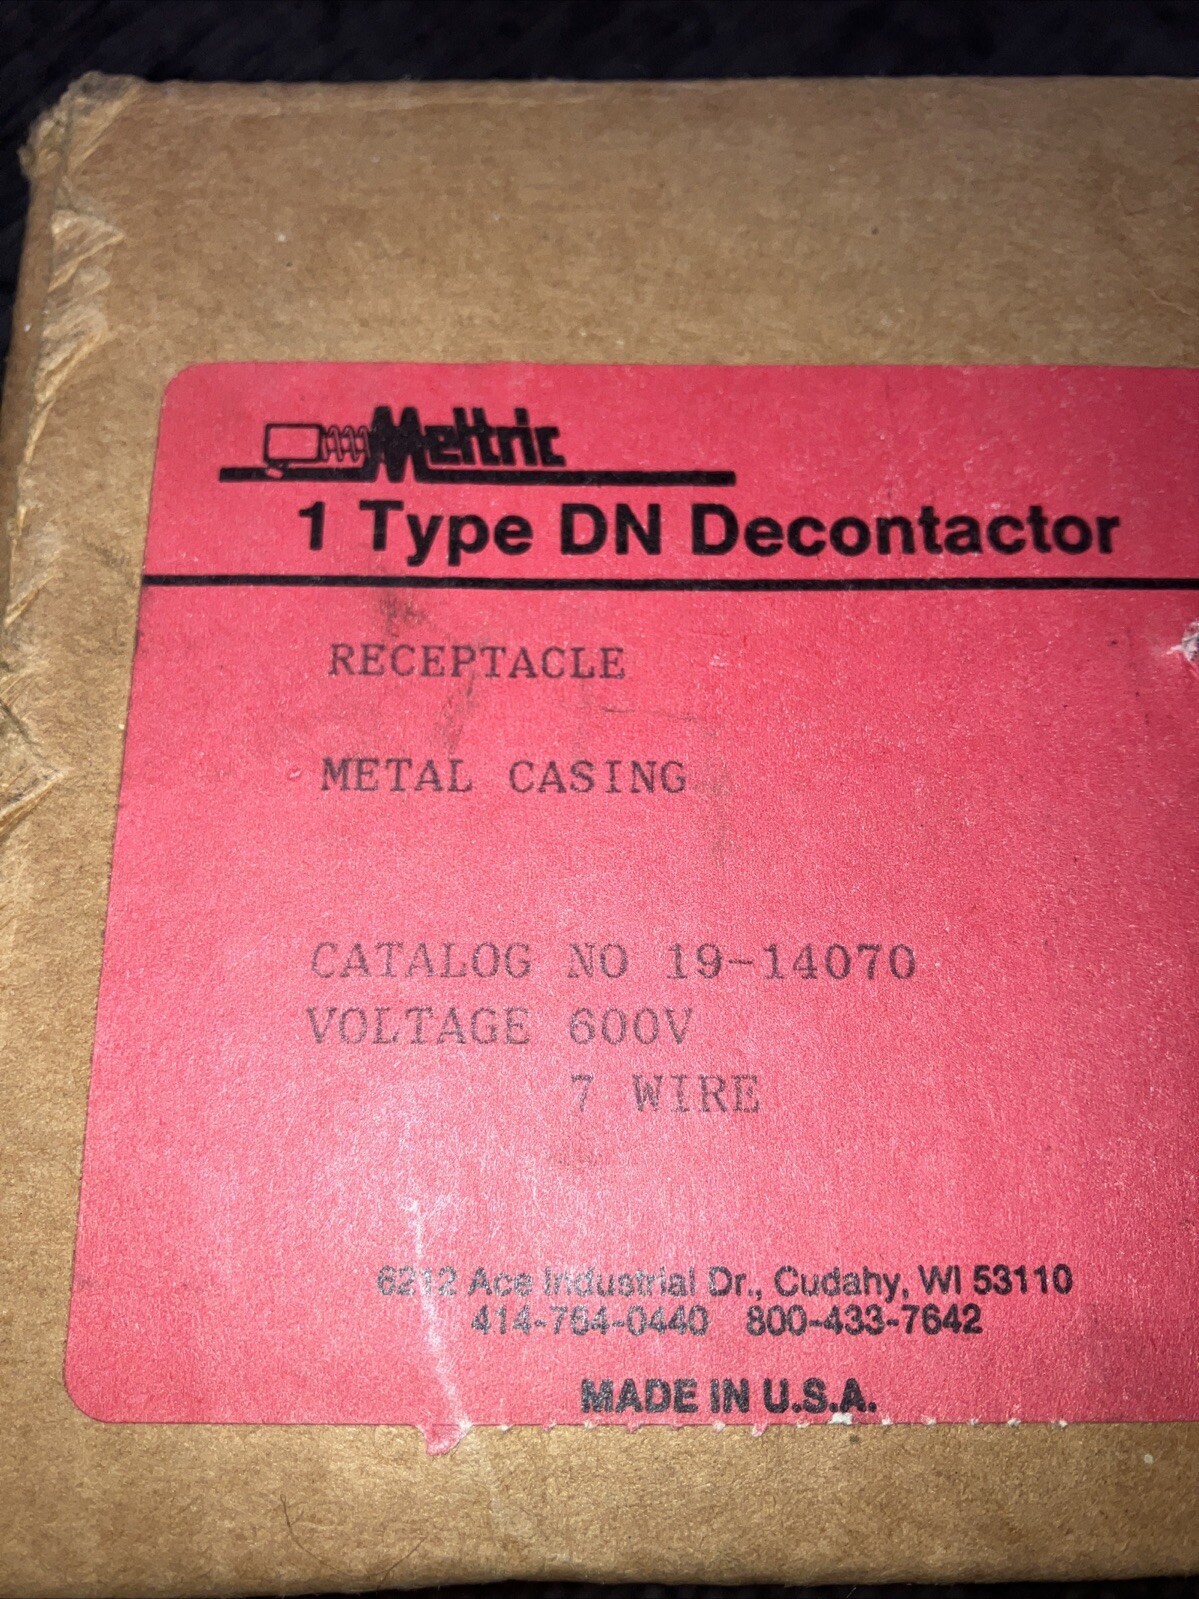 Meltric
1 Type DN Decontactor
RECEPTACLE
METAL CASING
CATALOG NO 19-14070
VOLTAGE 600V
7 WIRE
6212 Ace Industrial Dr., Cudahy, WI 53110
414-764-0440 800-433-7642
MADE IN U.S.A.